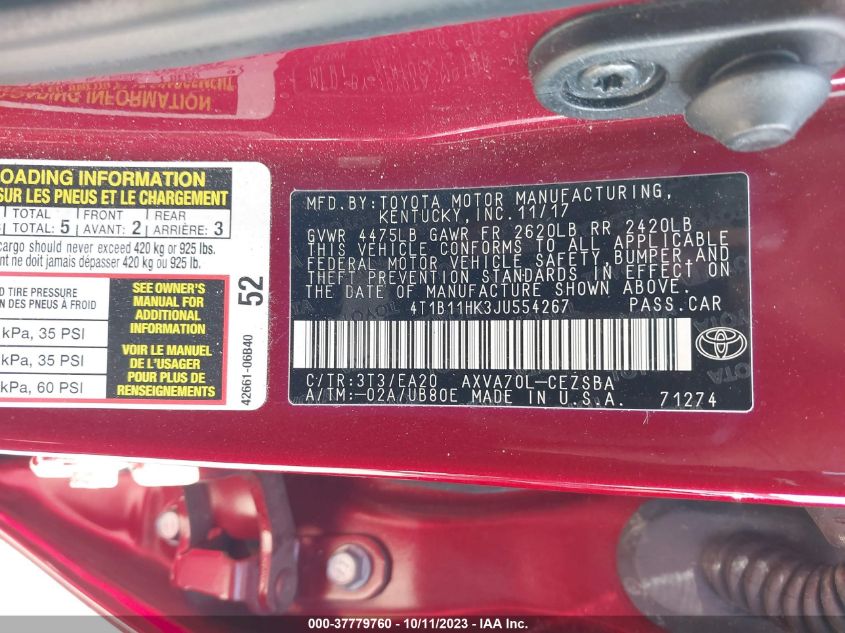 LOADING INFORMATION
SUR LES PNEUS ET LE CHARGEMENT
TOTAL FRONT REAR
TOTAL: 5 AVANT: 2 ARRIÈRE: 3
cargo should never exceed 420 kg or 925 lbs.
ne doit jamais dépasser 420 kg ou 925 lb.
TIRE PRESSURE
DES PNEUS À FROID
kPa, 35 PSI
kPa, 35 PSI
kPa, 60 PSI
SEE OWNER'S
MANUAL FOR
ADDITIONAL
INFORMATION
VOIR LE MANUEL
DE L'USAGER
POUR PLUS DE
RENSEIGNEMENTS
52
42661-06B40
MFD.BY:TOYOTA MOTOR MANUFACTURING,
KENTUCKY, INC.11/17
GVWR 4475LB GAWR FR 2620LB RR 2420LB
THIS VEHICLE CONFORMS TO ALL APPLICABLE
FEDERAL MOTOR VEHICLE SAFETY, BUMPER, AND
THEFT PREVENTION STANDARDS IN EFFECT ON
THE DATE OF MANUFACTURE SHOWN ABOVE.
4T1B11HK3JU554267 PASS.CAR
C/TR:3T3/EA20 AXVA70L-CEZSBA
A/TM:-02A/UB80E MADE IN U.S.A. 71274
000-37779760 - 10/11/2023 - IAAI Inc.